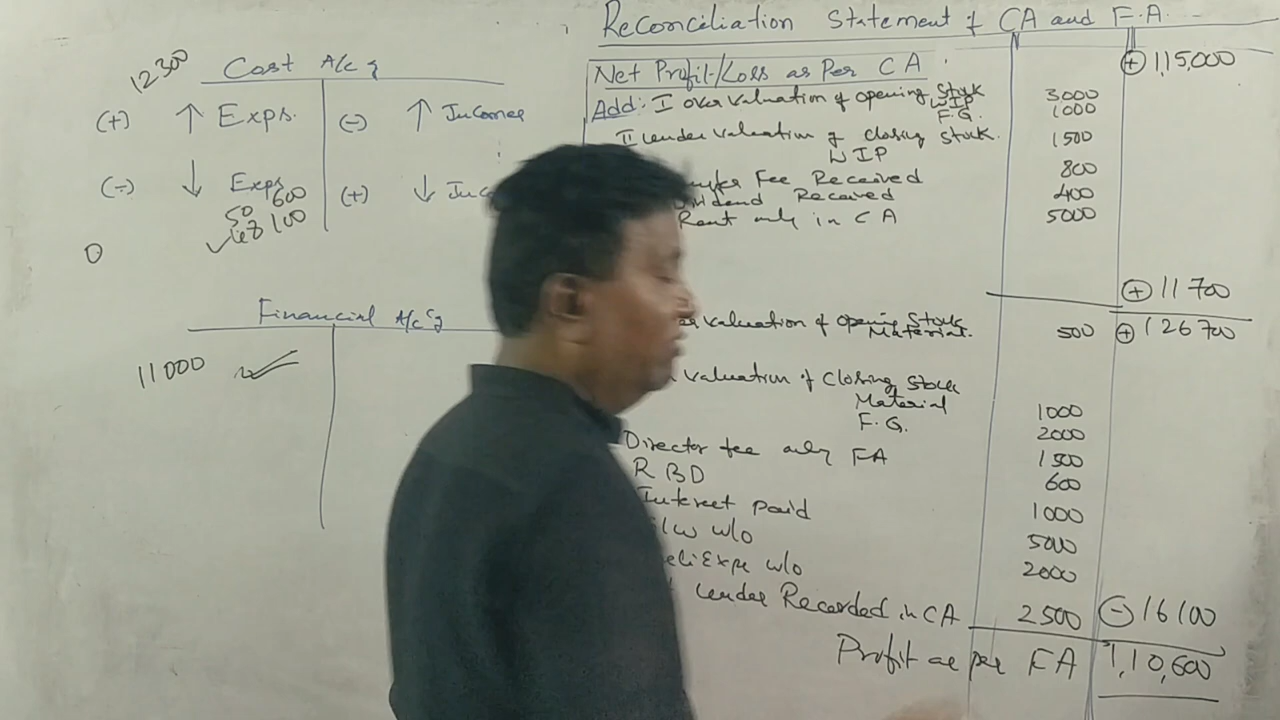 Reconciliation Statement of CA and F.A.
12300
Cost A/c g
(+) ↑ Exps. (-) ↑ Incomes
(-) ↓ Exps (+) ↓ Inc
600
50 100
0
Financial A/c g
11000
Net Profit/Loss as Per CA + 1,15,000
Add: I over valuation of opening Stock 3000
WIP 1000
F.G.
II under valuation of closing stock. 1500
WIP
Fee Received 800
Received 400
Rent only in CA 5000
+ 11700
valuation of opening Stock
Material. 500 + 126700
valuation of closing stock
Material 1000
F.G. 2000
Director fee only FA 1500
RBD 600
Interest paid 1000
w/o 5000
Expe w/o 2000
under Recorded in CA 2500 - 16100
Profit as per FA 1,10,600